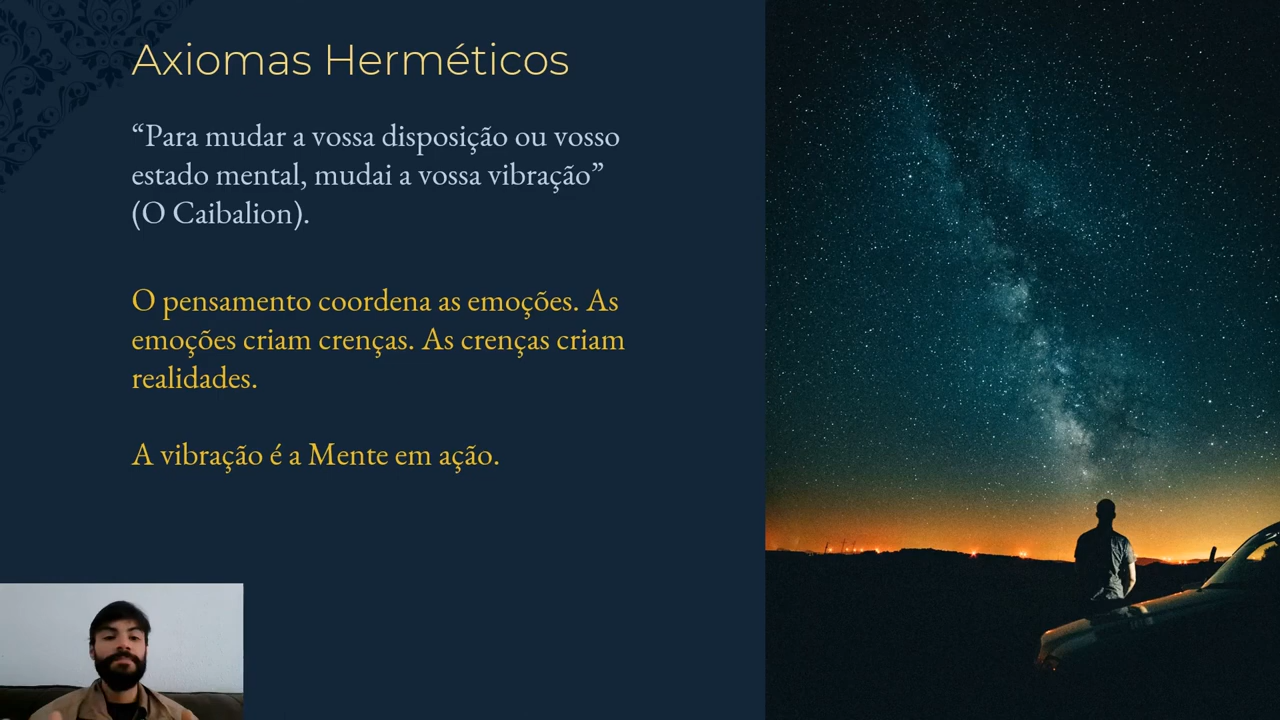 Axiomas Herméticos
“Para mudar a vossa disposição ou vosso
estado mental, mudai a vossa vibração”
(O Caibalion).
O pensamento coordena as emoções. As
emoções criam crenças. As crenças criam
realidades.
A vibração é a Mente em ação.